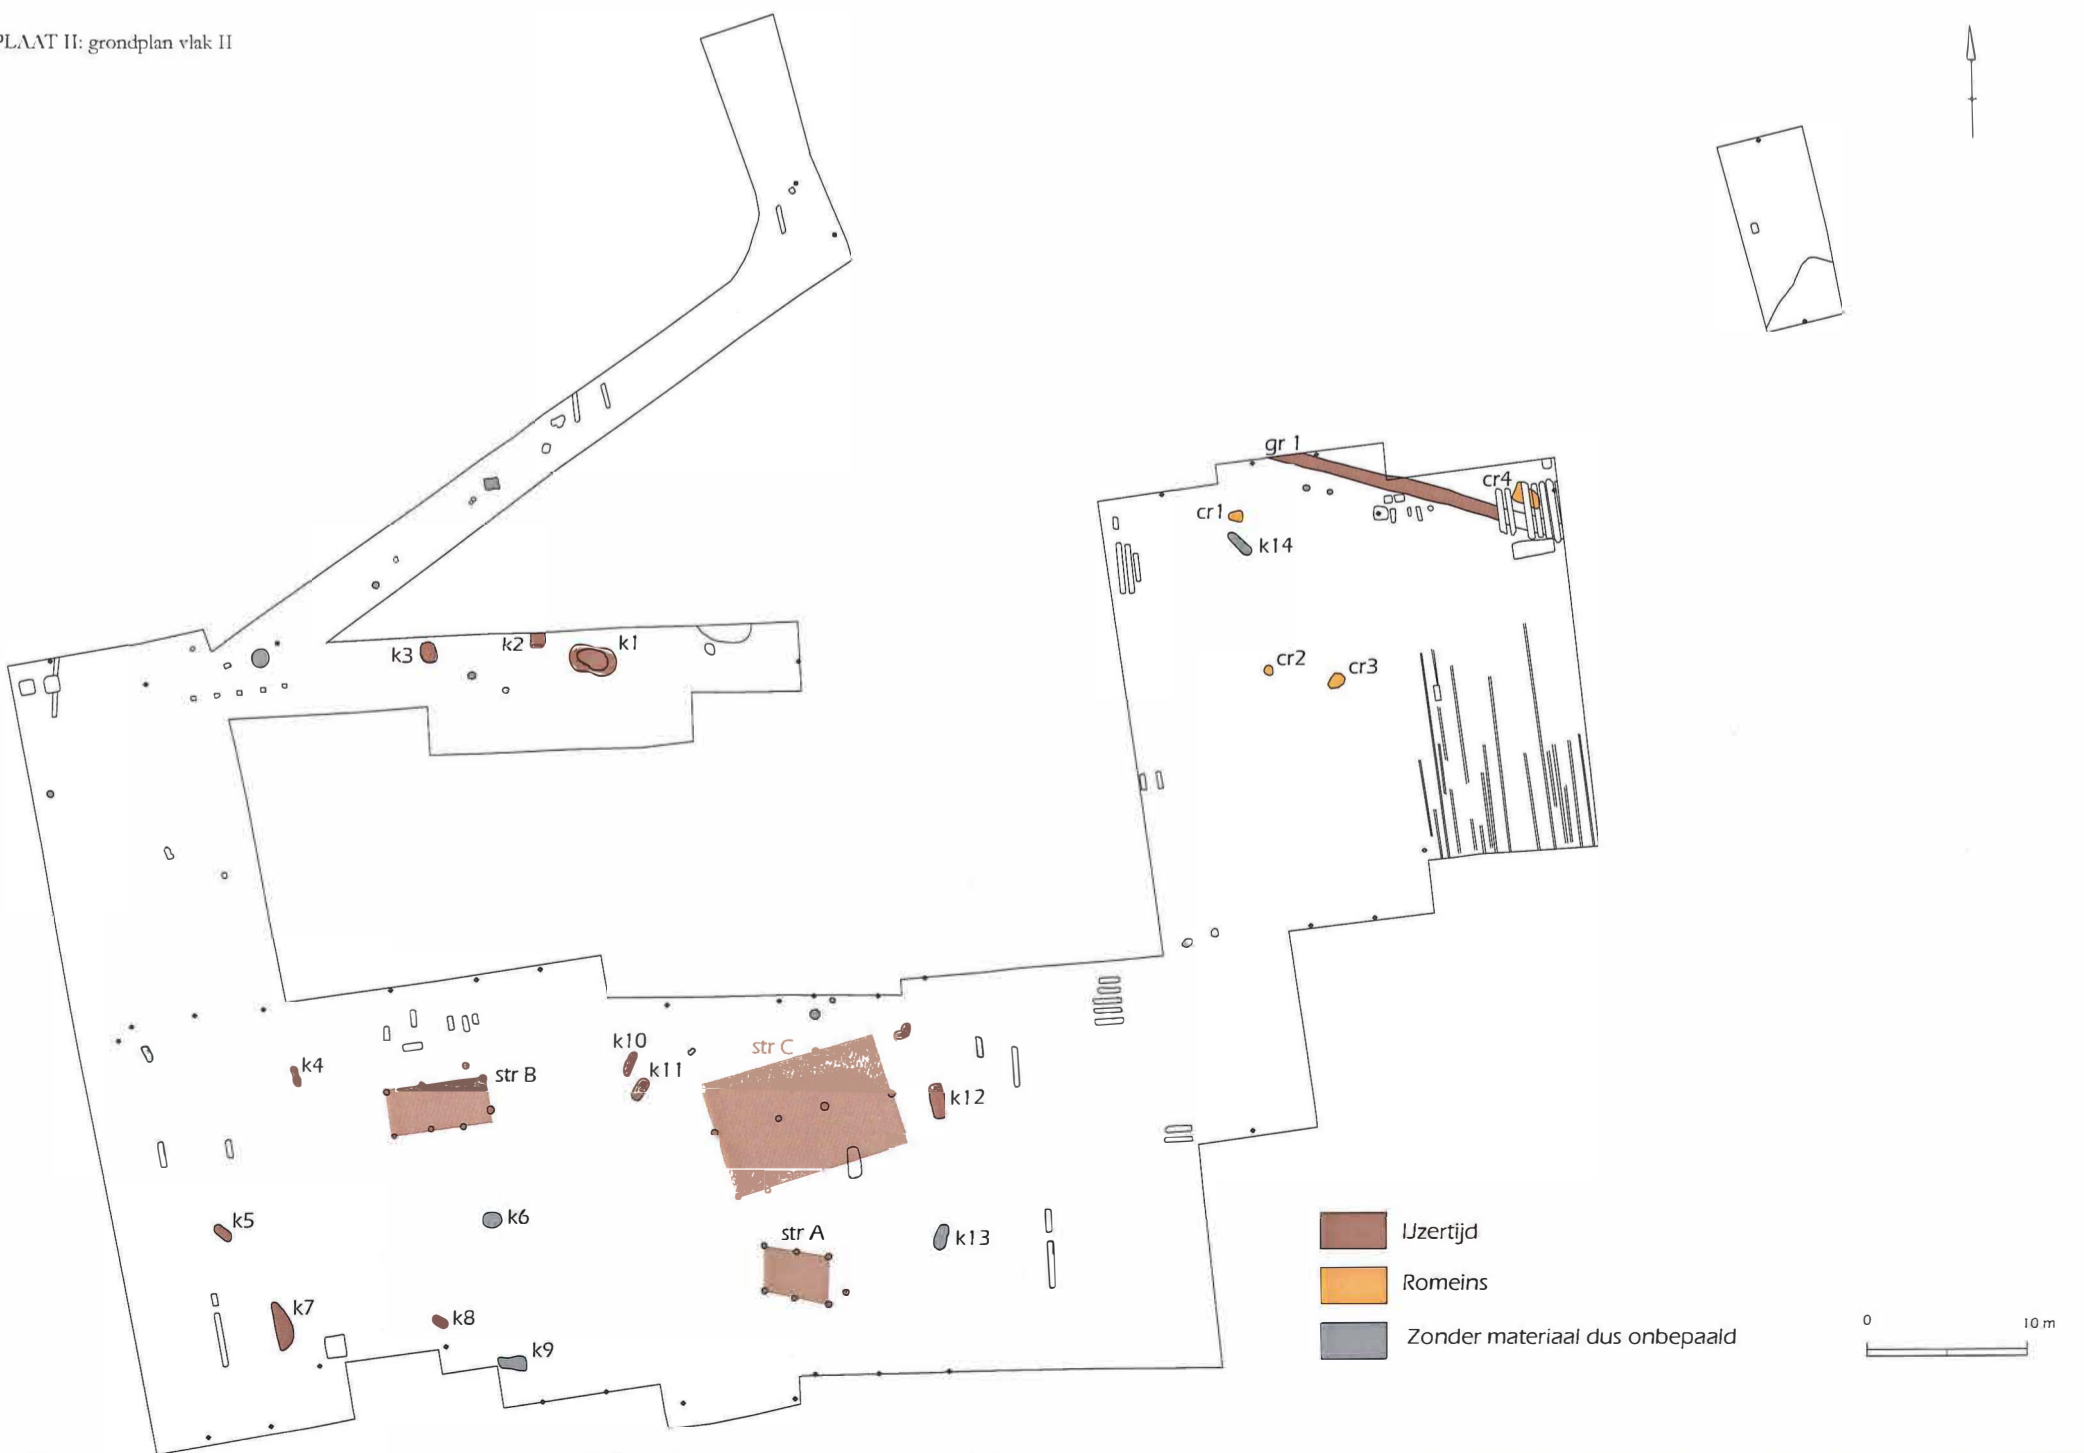 PLAAT II: grondplan vlak II
gr 1
cr4
cr1
k14
k3
k2
k1
cr2
cr3
k10
k11
str C
k4
str B
k12
k5
k6
str A
k13
k7
k8
k9
IJzertijd
Romeins
Zonder materiaal dus onbepaald
0 10 m